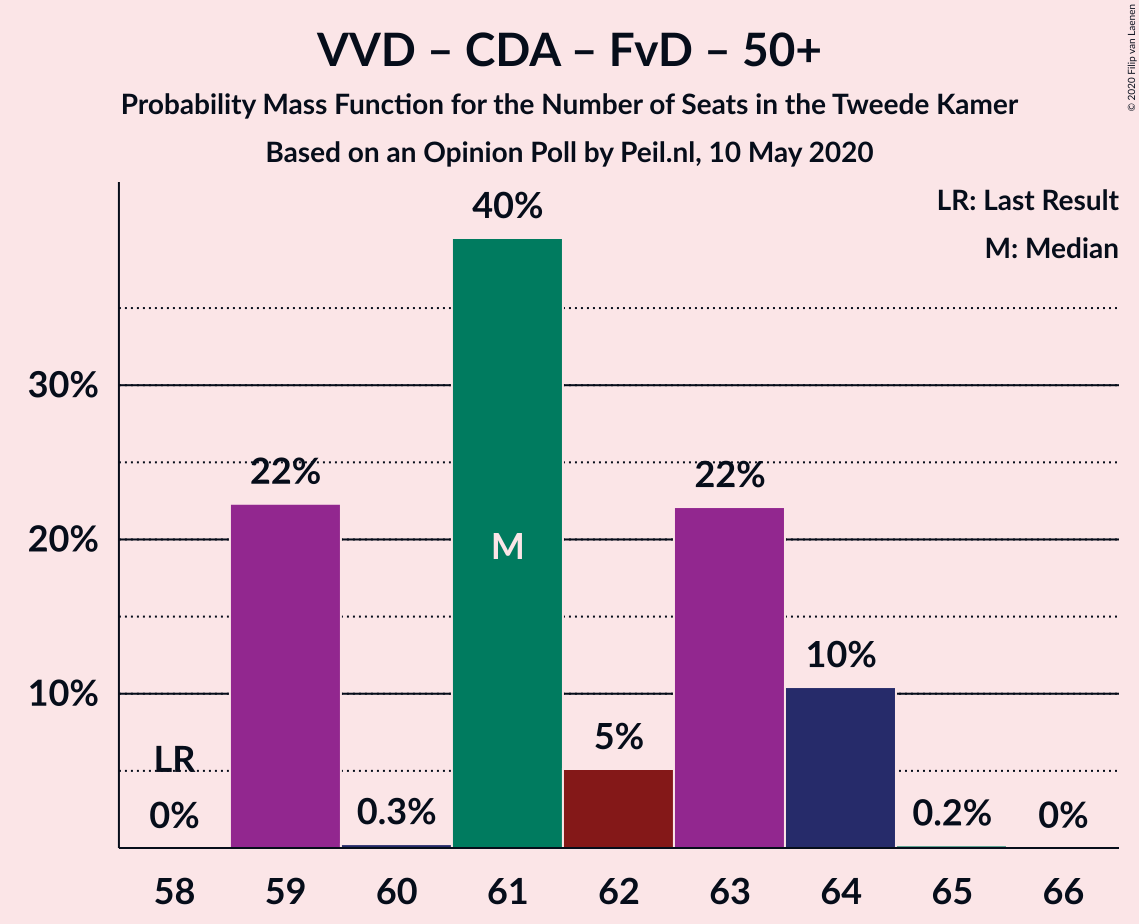 VVD – CDA – FvD – 50+
Probability Mass Function for the Number of Seats in the Tweede Kamer
Based on an Opinion Poll by Peil.nl, 10 May 2020
© 2020 Filip van Laenen
LR: Last Result
M: Median
40%
30%
22%
22%
20%
M
10%
10%
5%
LR
0%
0.3%
0.2%
0%
58 59 60 61 62 63 64 65 66